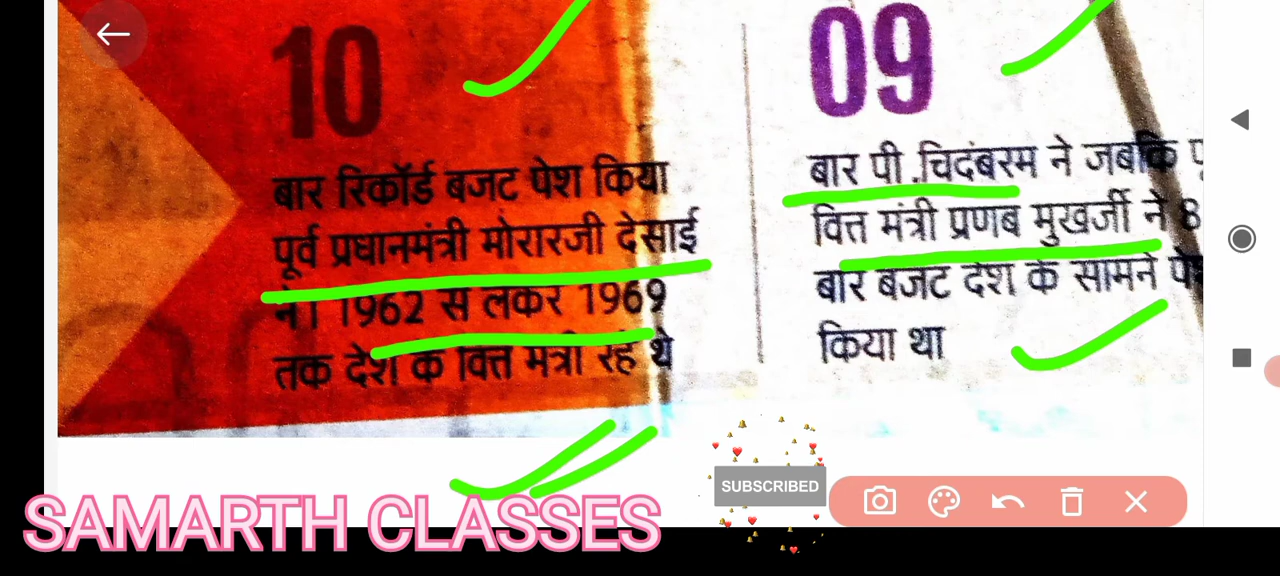 10
बार रिकॉर्ड बजट पेश किया
पूर्व प्रधानमंत्री मोरारजी देसाई
ने। 1962 से लेकर 1969
तक देश के वित्त मंत्री रहे थे
09
बार पी.चिदंबरम ने जबकि
वित्त मंत्री प्रणब मुखर्जी ने 8
बार बजट देश के सामने
किया था
SUBSCRIBED
SAMARTH CLASSES